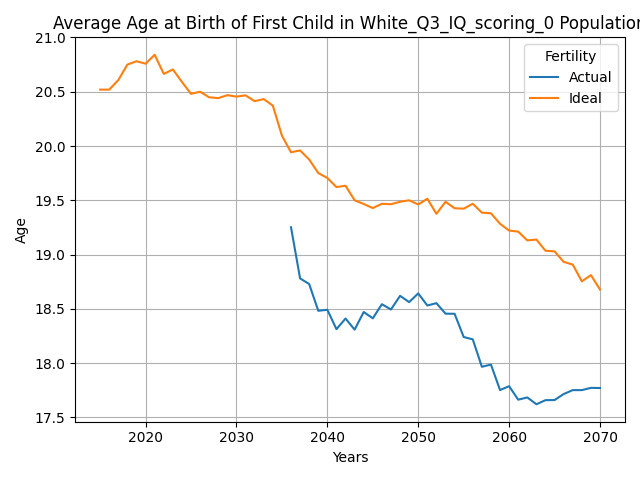 Average Age at Birth of First Child in White_Q3_IQ_scoring_0 Population
21.0
20.5
20.0
19.5
19.0
18.5
18.0
17.5
Age
Fertility
Actual
Ideal
2020 2030 2040 2050 2060 2070
Years